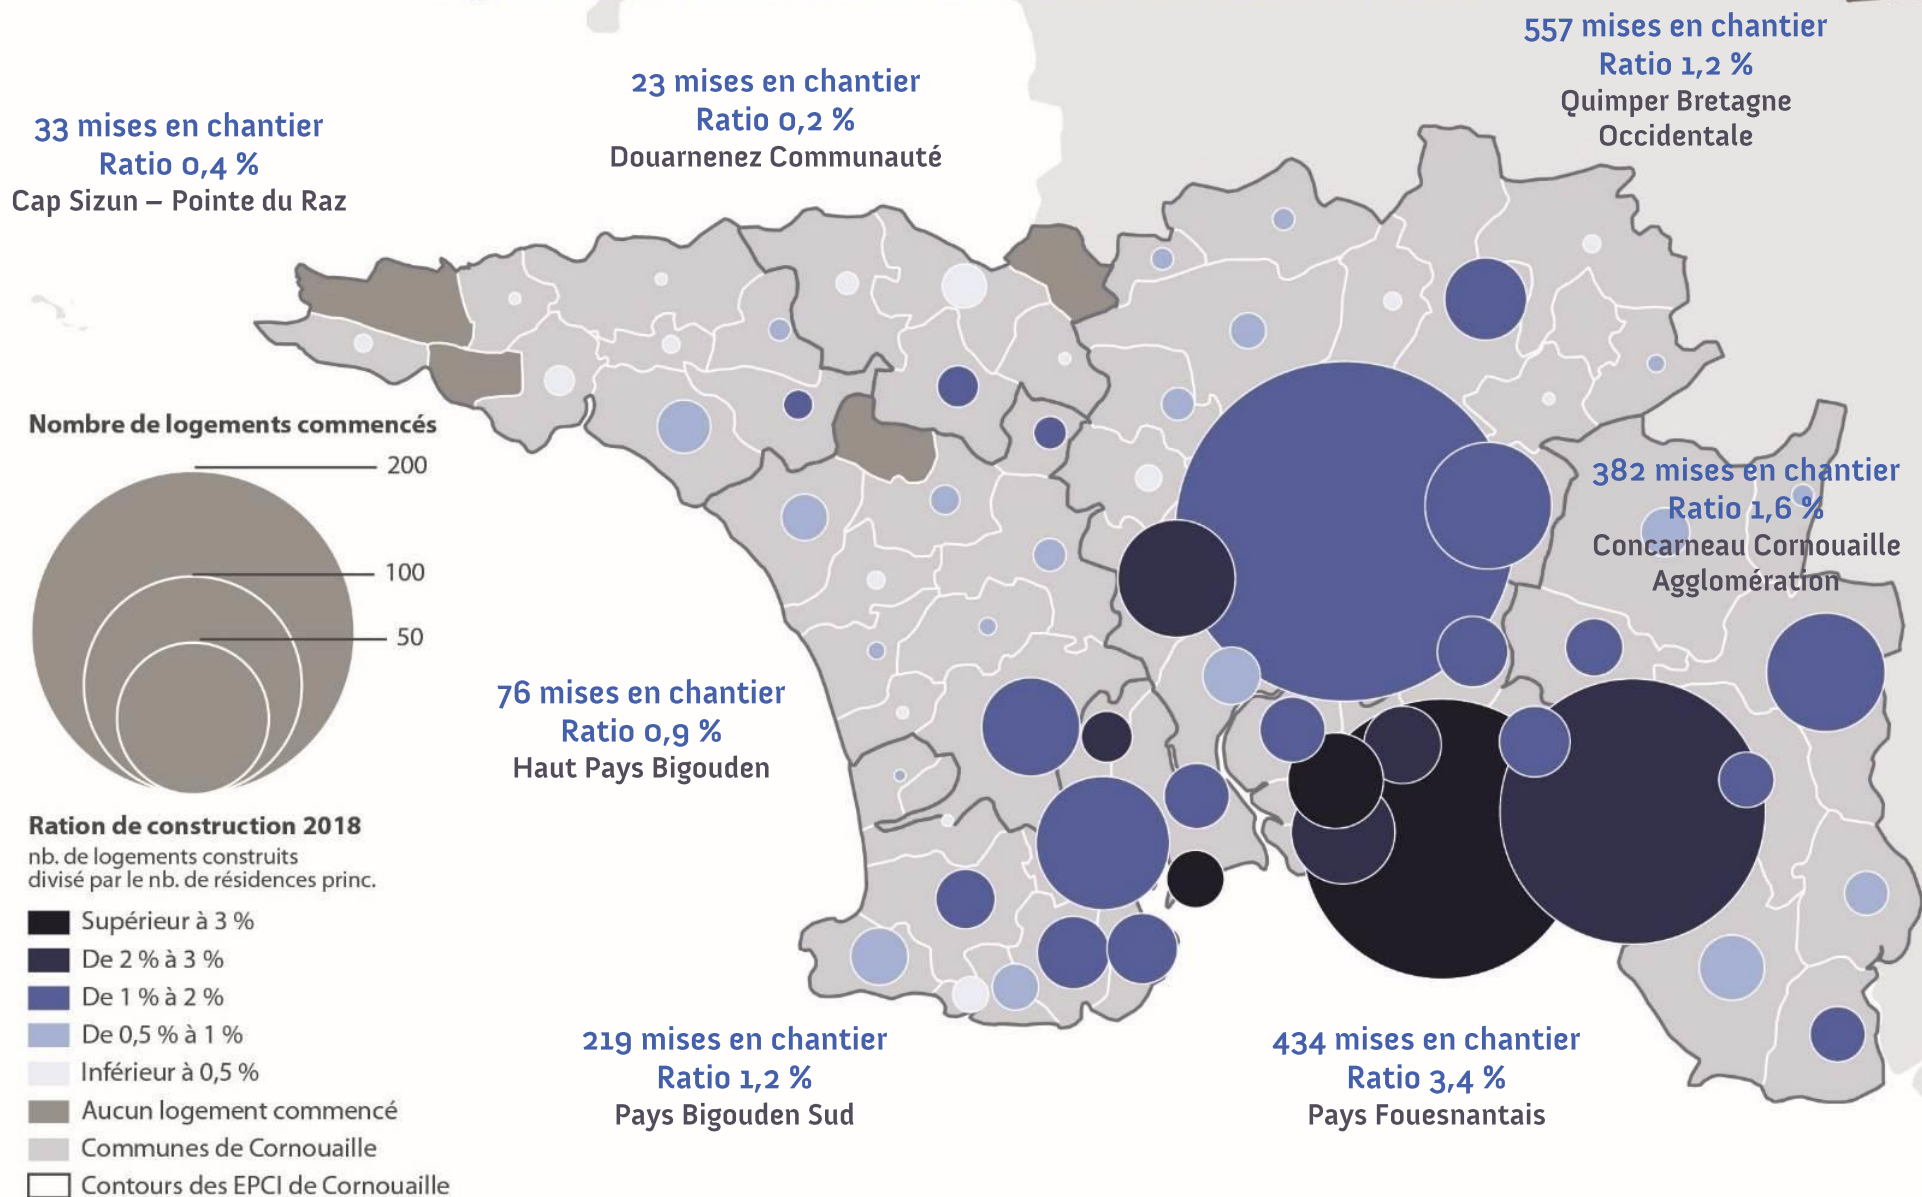 557 mises en chantier
Ratio 1,2 %
Quimper Bretagne
Occidentale
23 mises en chantier
Ratio 0,2 %
Douarnenez Communauté
33 mises en chantier
Ratio 0,4 %
Cap Sizun – Pointe du Raz
382 mises en chantier
Ratio 1,6 %
Concarneau Cornouaille
Agglomération
76 mises en chantier
Ratio 0,9 %
Haut Pays Bigouden
219 mises en chantier
Ratio 1,2 %
Pays Bigouden Sud
434 mises en chantier
Ratio 3,4 %
Pays Fouesnantais
Nombre de logements commencés
200
100
50
Ration de construction 2018
nb. de logements construits
divisé par le nb. de résidences princ.
Supérieur à 3 %
De 2 % à 3 %
De 1 % à 2 %
De 0,5 % à 1 %
Inférieur à 0,5 %
Aucun logement commencé
Communes de Cornouaille
Contours des EPCI de Cornouaille